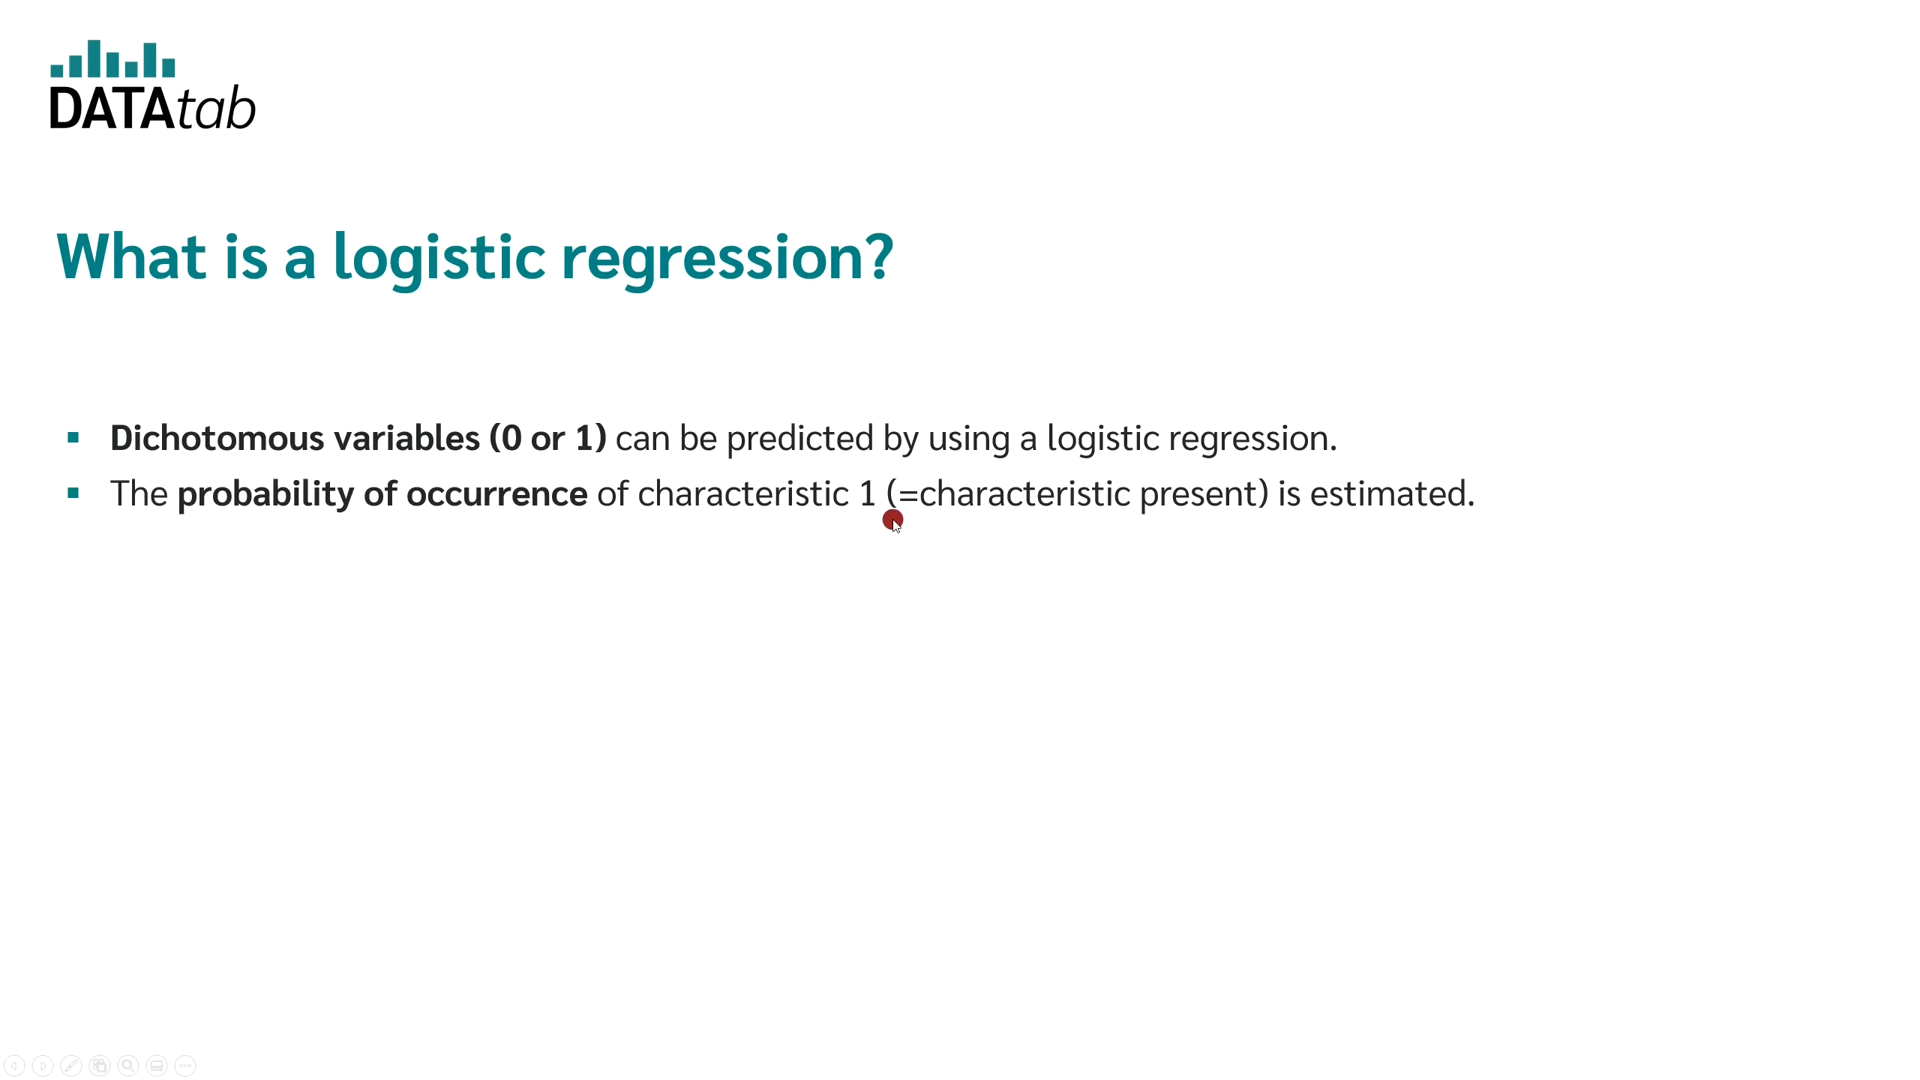 DATAtab
What is a logistic regression?
▪ Dichotomous variables (0 or 1) can be predicted by using a logistic regression.
▪ The probability of occurrence of characteristic 1 (=characteristic present) is estimated.